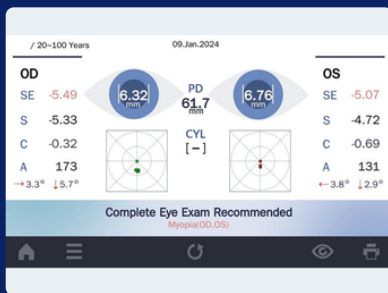 / 20~100 Years 09.Jan.2024
OD OS
6.32 mm PD 61.7 mm 6.76 mm
SE -5.49 SE -5.07
S -5.33 CYL S -4.72
C -0.32 [-] C -0.69
A 173 A 131
→3.3° ↓5.7° ←3.8° ↓2.9°
Complete Eye Exam Recommended
Myopia(OD,OS)